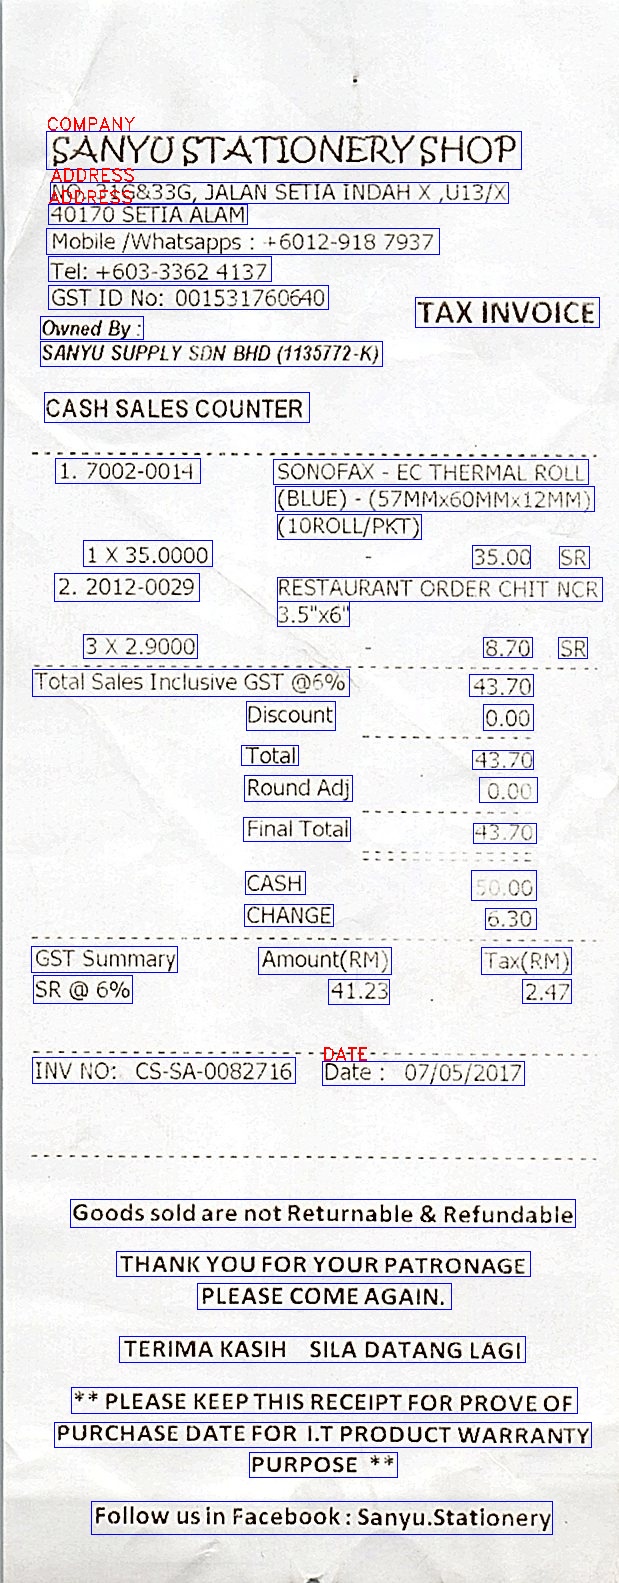 COMPANY
SANYU STATIONERY SHOP
ADDRESS
NO. 31G&33G, JALAN SETIA INDAH X ,U13/X
ADDRESS
40170 SETIA ALAM
Mobile /Whatsapps : +6012-918 7937
Tel: +603-3362 4137
GST ID No: 001531760640
TAX INVOICE
Owned By :
SANYU SUPPLY SDN BHD (1135772-K)
CASH SALES COUNTER
1. 7002-0014 SONOFAX - EC THERMAL ROLL
(BLUE) - (57MMx60MMx12MM)
(10ROLL/PKT)
1 X 35.0000 - 35.00 SR
2. 2012-0029 RESTAURANT ORDER CHIT NCR
3.5"x6"
3 X 2.9000 - 8.70 SR
Total Sales Inclusive GST @6% 43.70
Discount 0.00
Total 43.70
Round Adj 0.00
Final Total 43.70
CASH 50.00
CHANGE 6.30
GST Summary Amount(RM) Tax(RM)
SR @ 6% 41.23 2.47
DATE
INV NO: CS-SA-0082716 Date : 07/05/2017
Goods sold are not Returnable & Refundable
THANK YOU FOR YOUR PATRONAGE
PLEASE COME AGAIN.
TERIMA KASIH SILA DATANG LAGI
** PLEASE KEEP THIS RECEIPT FOR PROVE OF
PURCHASE DATE FOR I.T PRODUCT WARRANTY
PURPOSE **
Follow us in Facebook : Sanyu.Stationery